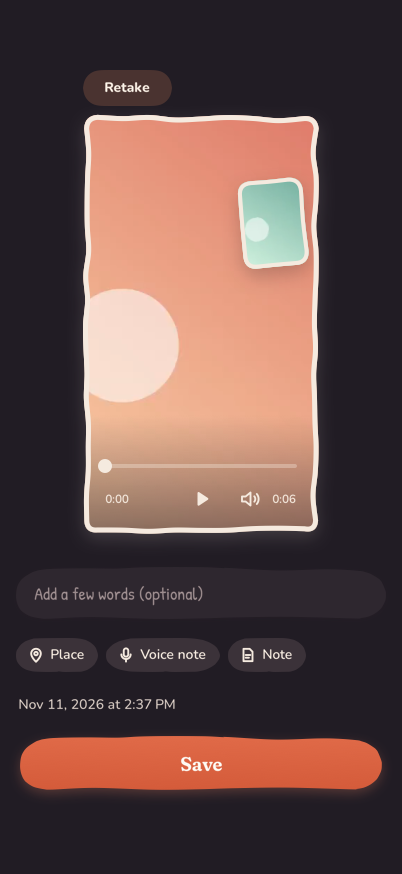 Retake
0:00 0:06
Add a few words (optional)
Place Voice note Note
Nov 11, 2026 at 2:37 PM
Save